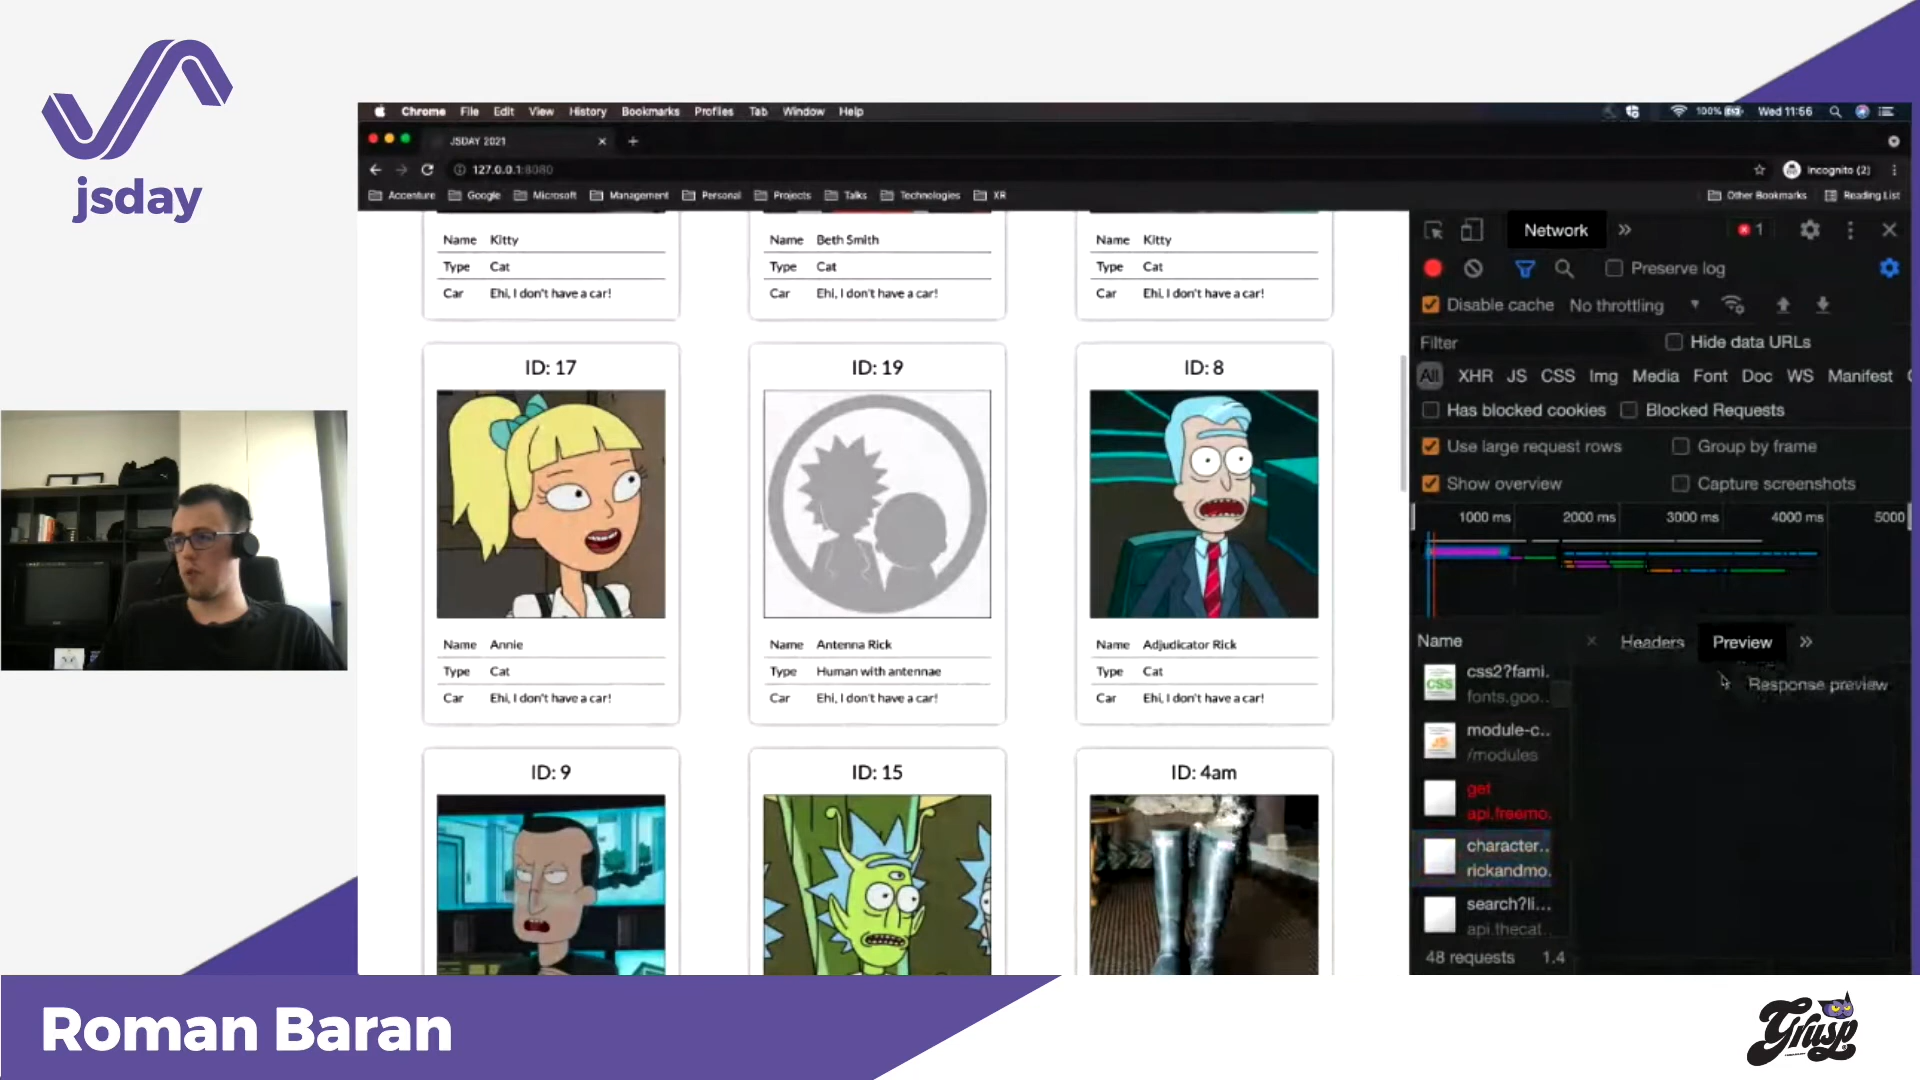 jsday
Chrome File Edit View History Bookmarks Profiles Tab Window Help
100% Wed 11:56
JSDAY 2021
127.0.0.1:8080
Incognito (2)
Accenture Google Microsoft Management Personal Projects Talks Technologies XR
Other Bookmarks Reading List
Name Kitty
Type Cat
Car Ehi, I don't have a car!
Name Beth Smith
Type Cat
Car Ehi, I don't have a car!
Name Kitty
Type Cat
Car Ehi, I don't have a car!
ID: 17
Name Annie
Type Cat
Car Ehi, I don't have a car!
ID: 19
Name Antenna Rick
Type Human with antennae
Car Ehi, I don't have a car!
ID: 8
Name Adjudicator Rick
Type Cat
Car Ehi, I don't have a car!
ID: 9
ID: 15
ID: 4am
Network
1
Preserve log
Disable cache No throttling
Filter Hide data URLs
All XHR JS CSS Img Media Font Doc WS Manifest
Has blocked cookies Blocked Requests
Use large request rows Group by frame
Show overview Capture screenshots
1000 ms 2000 ms 3000 ms 4000 ms 5000
Name Headers Preview
Response preview
CSS
css2?fami..
fonts.goo..
JS
module-c..
/modules
get
api.freemo.
character..
rickandmo.
search?li...
api.thecat.
48 requests 1.4
Roman Baran
Grusp